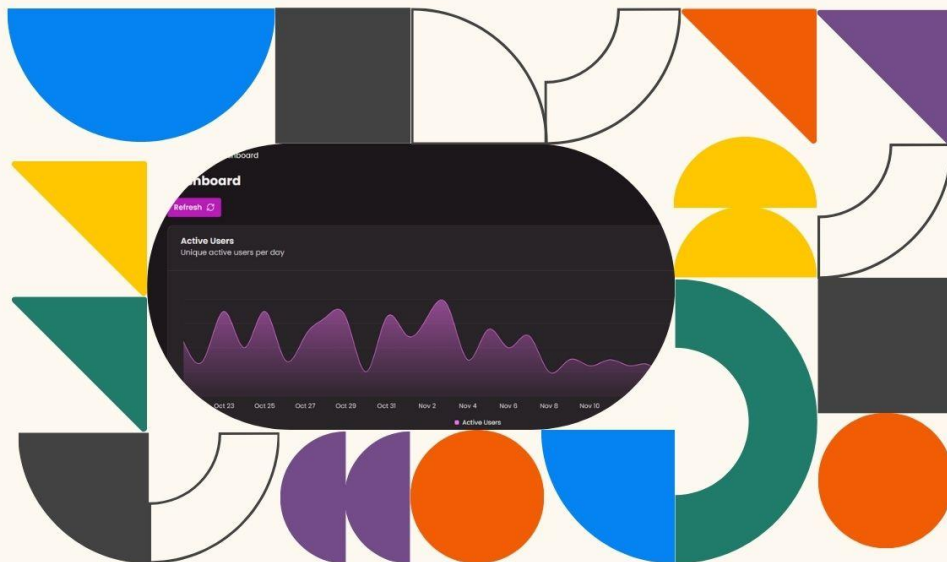 nboard
nboard
Refresh
Active Users
Unique active users per day
Oct 23 Oct 25 Oct 27 Oct 29 Oct 31 Nov 2 Nov 4 Nov 6 Nov 8 Nov 10
Active Users